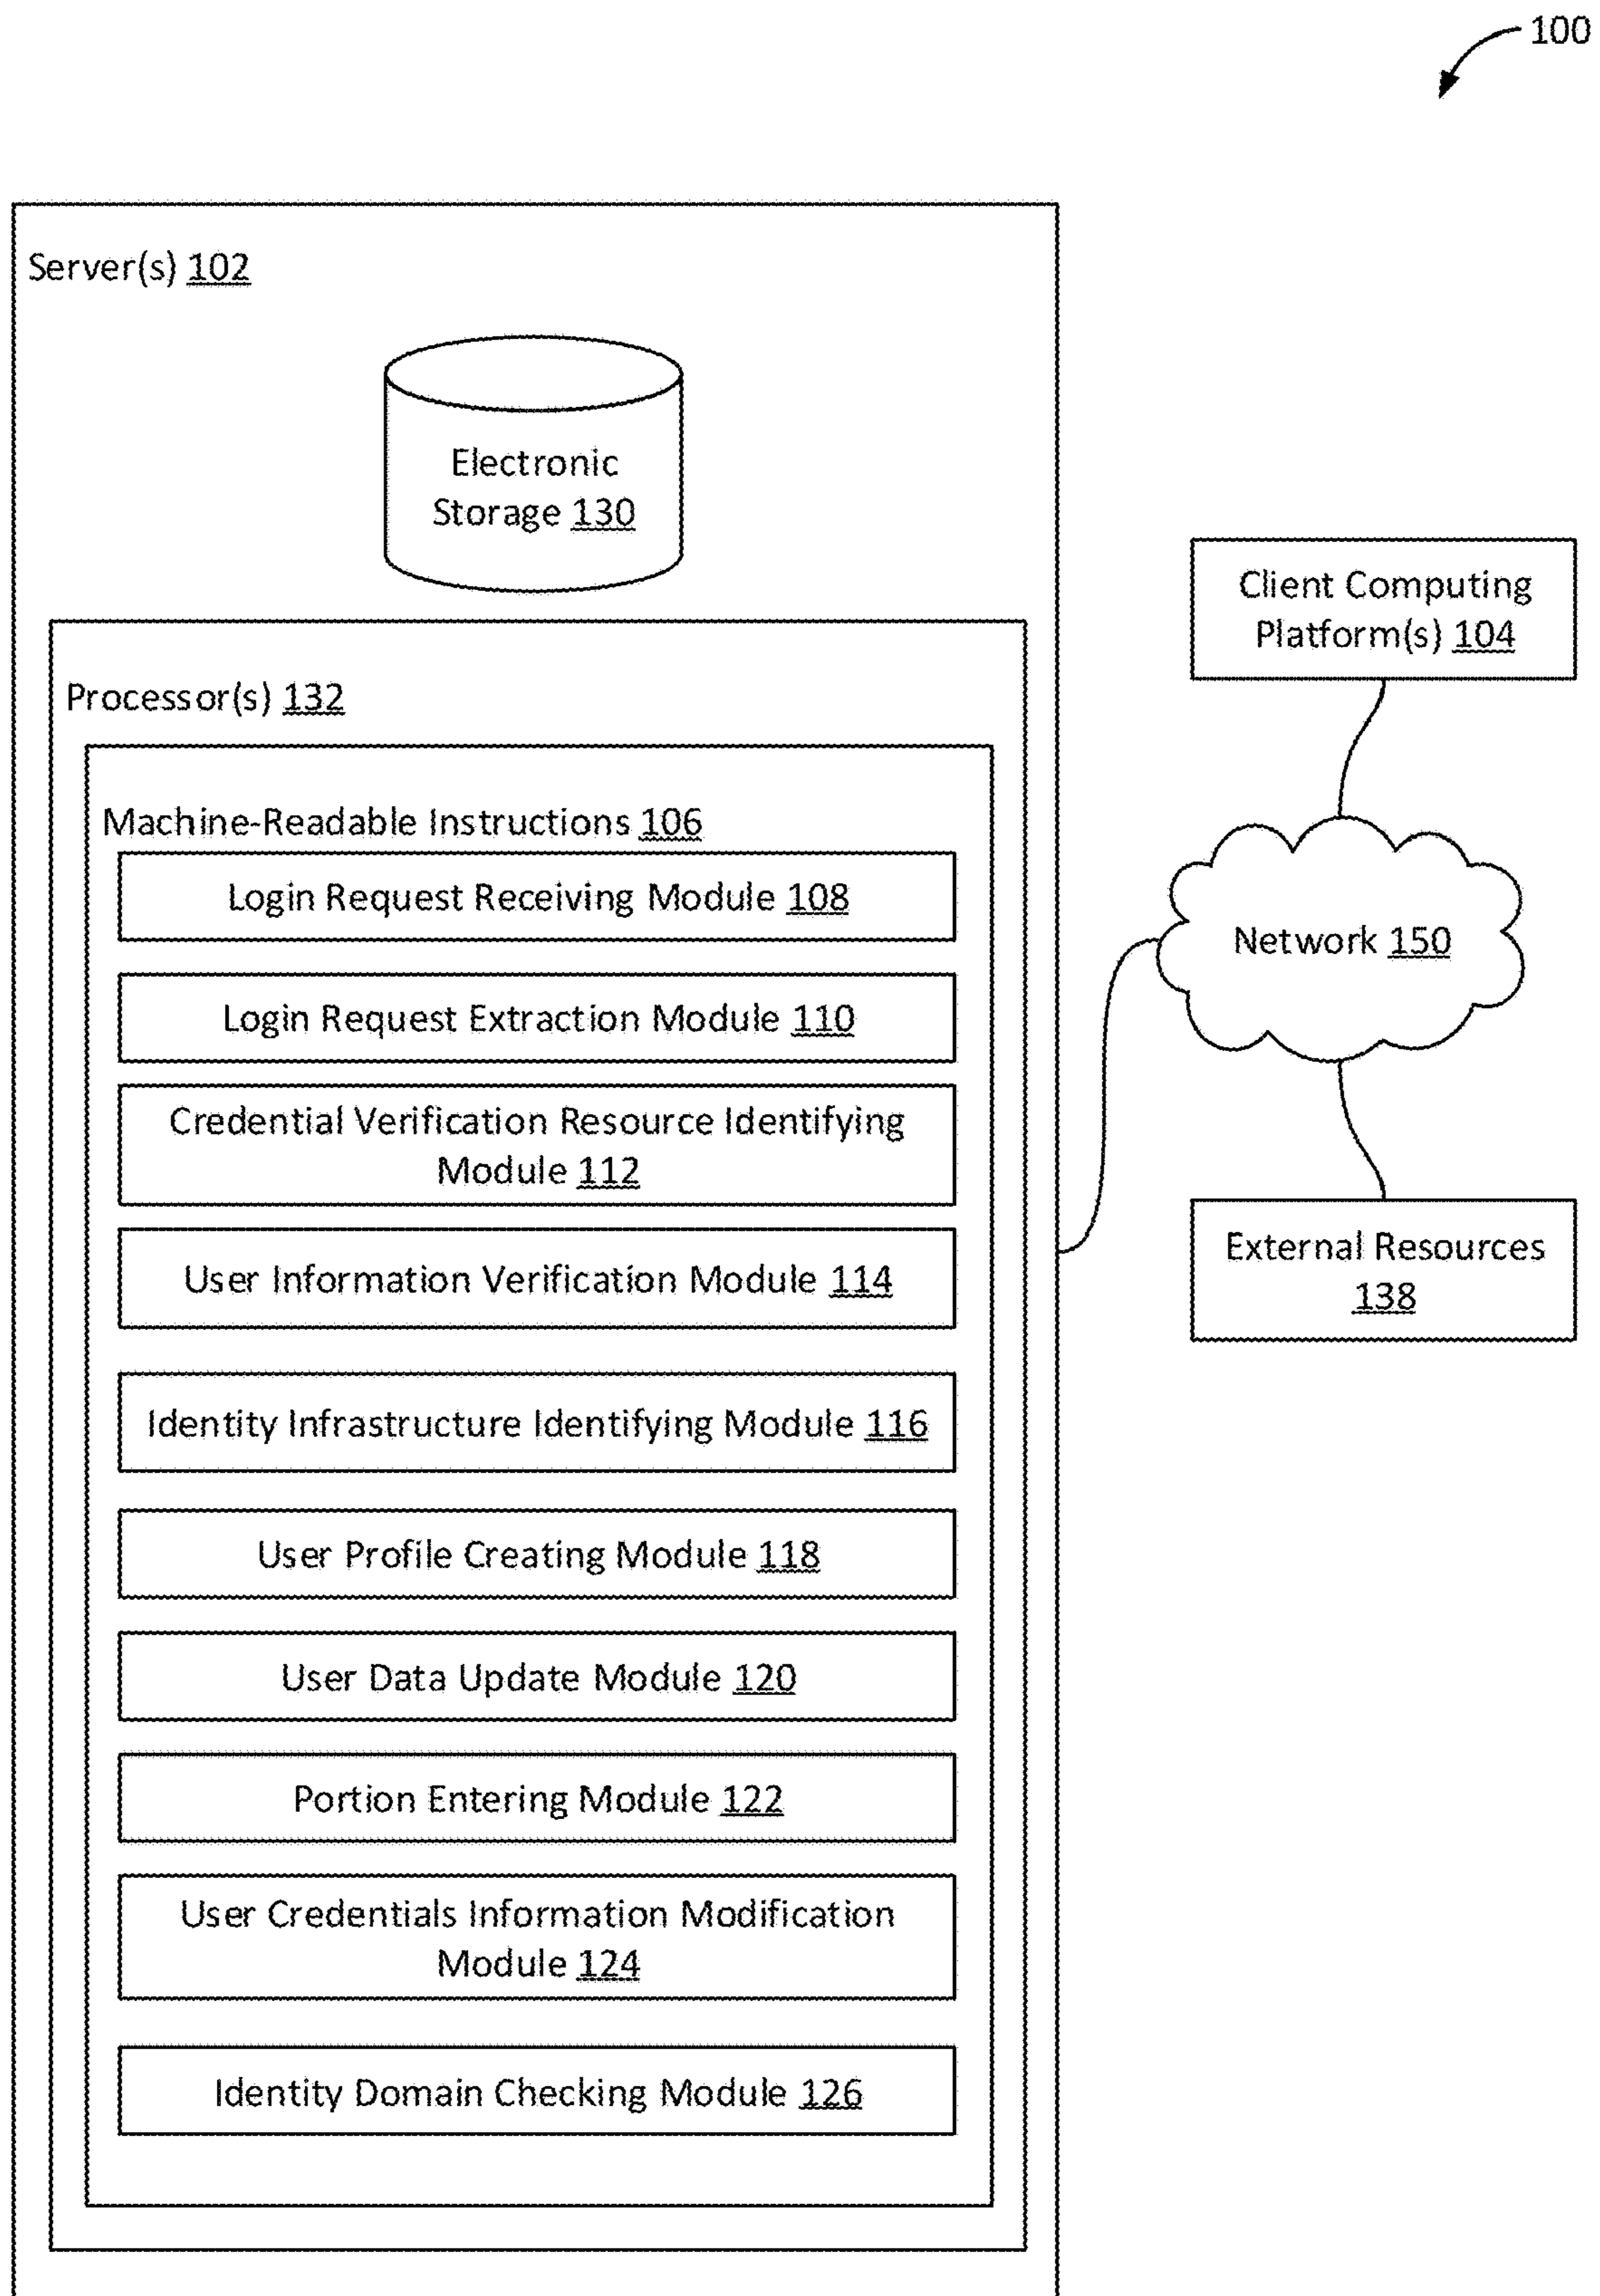 100
Server(s) 102
Electronic
Storage 130
Processor(s) 132
Machine-Readable Instructions 106
Login Request Receiving Module 108
Login Request Extraction Module 110
Credential Verification Resource Identifying
Module 112
User Information Verification Module 114
Identity Infrastructure Identifying Module 116
User Profile Creating Module 118
User Data Update Module 120
Portion Entering Module 122
User Credentials Information Modification
Module 124
Identity Domain Checking Module 126
Client Computing
Platform(s) 104
Network 150
External Resources
138